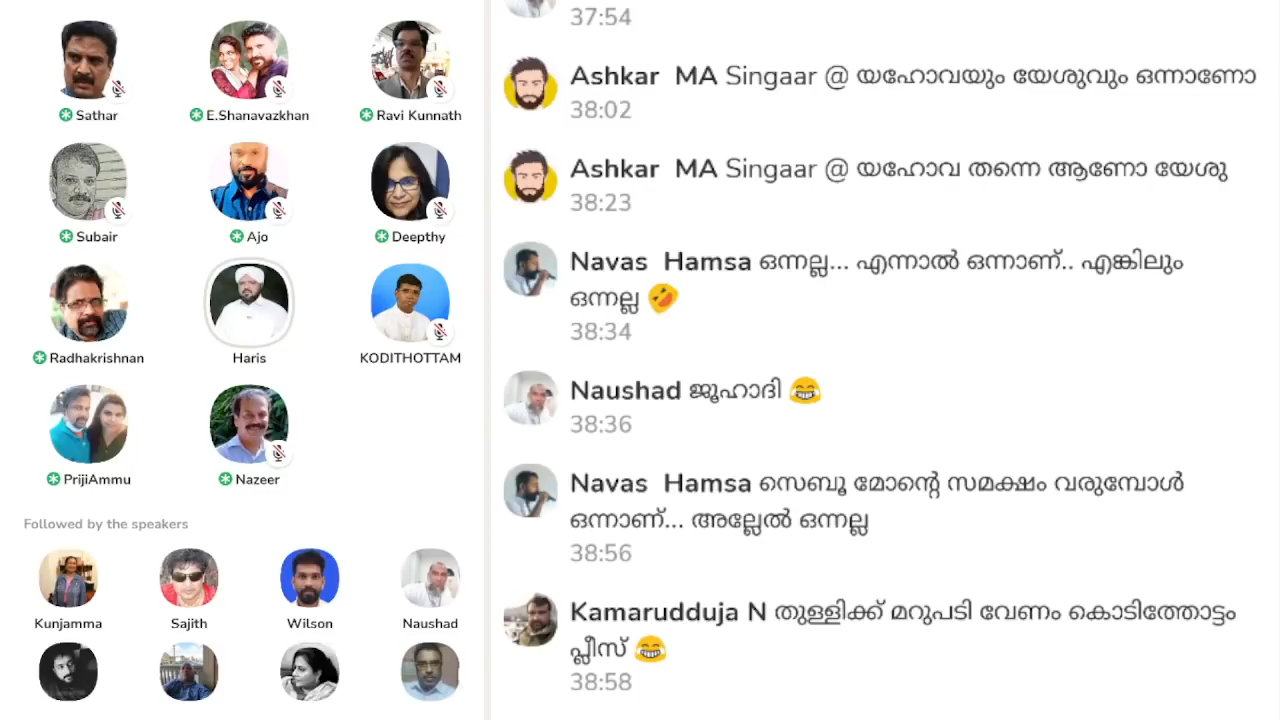 Sathar
E.Shanavazkhan
Ravi Kunnath
Subair
Ajo
Deepthy
Radhakrishnan
Haris
KODITHOTTAM
PrijiAmmu
Nazeer
Followed by the speakers
Kunjamma
Sajith
Wilson
Naushad
37:54
Ashkar MA Singaar @ യഹോവയും യേശുവും ഒന്നാണോ
38:02
Ashkar MA Singaar @ യഹോവ തന്നെ ആണോ യേശു
38:23
Navas Hamsa ഒന്നല്ല... എന്നാൽ ഒന്നാണ്.. എങ്കിലും
ഒന്നല്ല 🤣
38:34
Naushad ജൂഹാദി 😂
38:36
Navas Hamsa സെബൂ മോന്റെ സമക്ഷം വരുമ്പോൾ
ഒന്നാണ്... അല്ലേൽ ഒന്നല്ല
38:56
Kamarudduja N തുള്ളിക്ക് മറുപടി വേണം കൊടിത്തോട്ടം
പ്ലീസ് 😂
38:58